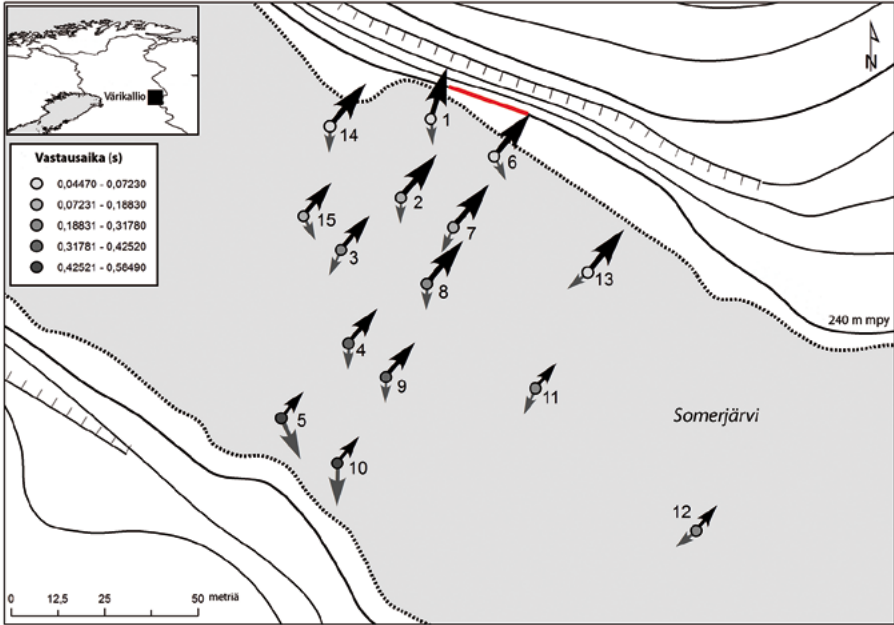 Värikallio
N
Vastausaika (s)
0,04470 - 0,07230
0,07231 - 0,18830
0,18831 - 0,31780
0,31781 - 0,42520
0,42521 - 0,56490
14
1
6
2
15
7
3
13
8
4
9
11
5
10
12
240 m mpy
Somerjärvi
0 12,5 25 50 metriä